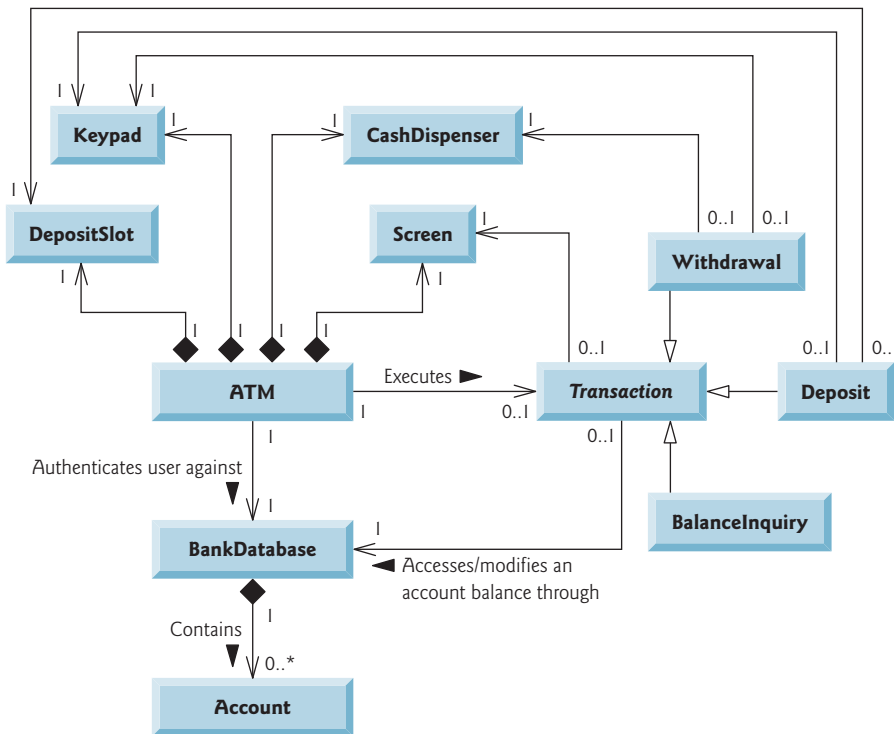 1 1 1 1
Keypad
CashDispenser
1
DepositSlot
1
Screen
0..1 0..1
Withdrawal
1
1
1 1 1 1
0..1
0..1 0..
ATM
Executes
1
0..1
Transaction
Deposit
1
0..1
Authenticates user against
1
1
BankDatabase
BalanceInquiry
Accesses/modifies an
account balance through
1
Contains
0..*
Account